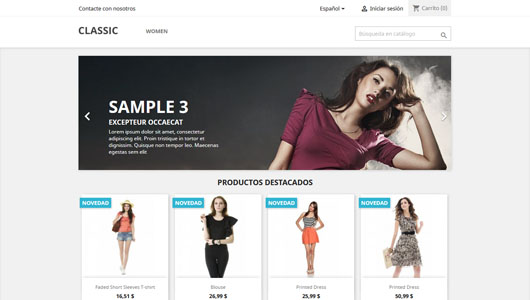 Contacte con nosotros
Español
Iniciar sesión
Carrito (0)
CLASSIC
WOMEN
Búsqueda en catálogo
SAMPLE 3
EXCEPTEUR OCCAECAT
Lorem ipsum dolor sit amet, consectetur
adipiscing elit. Proin tristique in tortor et
dignissim. Quisque non tempor leo. Maecenas
egestas sem elit
PRODUCTOS DESTACADOS
NOVEDAD
NOVEDAD
NOVEDAD
NOVEDAD
Faded Short Sleeves T-shirt
Blouse
Printed Dress
Printed Dress
16,51 $
26,99 $
25,99 $
50,99 $